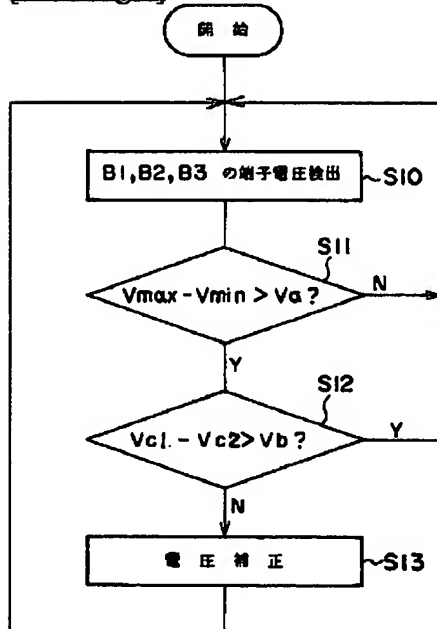 開始
B1,B2,B3 の端子電圧検出
S10
S11
Vmax-Vmin>Va?
N
Y
S12
Vc1.-Vc2>Vb?
Y
N
電圧補正
S13